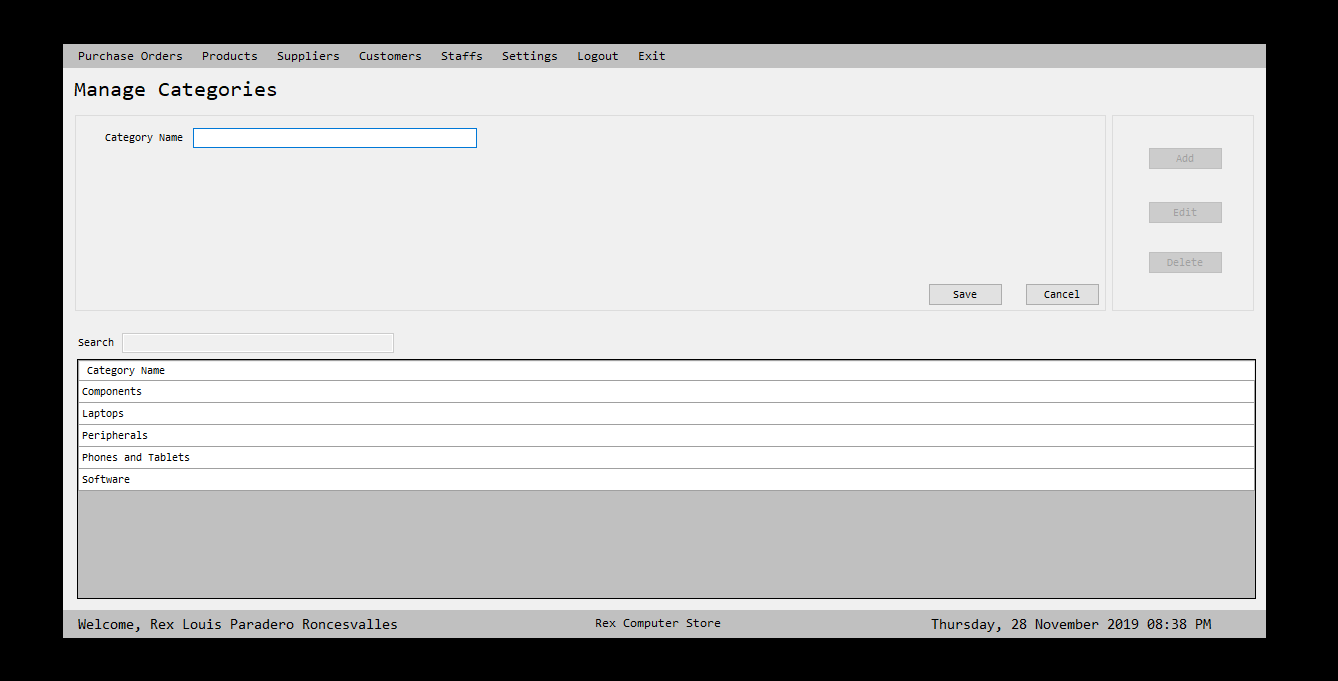 Purchase Orders Products Suppliers Customers Staffs Settings Logout Exit
Manage Categories
Category Name
Add
Edit
Delete
Save Cancel
Search
Category Name
Components
Laptops
Peripherals
Phones and Tablets
Software
Welcome, Rex Louis Paradero Roncesvalles Rex Computer Store Thursday, 28 November 2019 08:38 PM